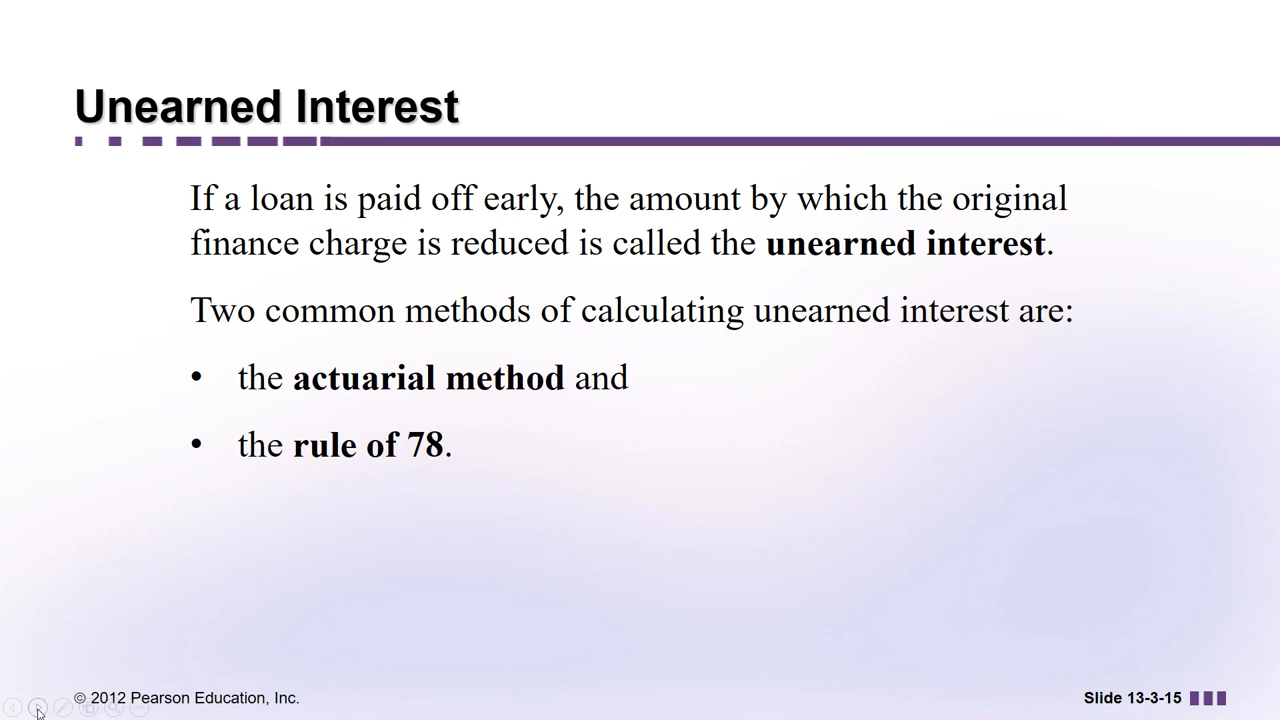 Unearned Interest
If a loan is paid off early, the amount by which the original
finance charge is reduced is called the unearned interest.
Two common methods of calculating unearned interest are:
• the actuarial method and
• the rule of 78.
© 2012 Pearson Education, Inc.
Slide 13-3-15